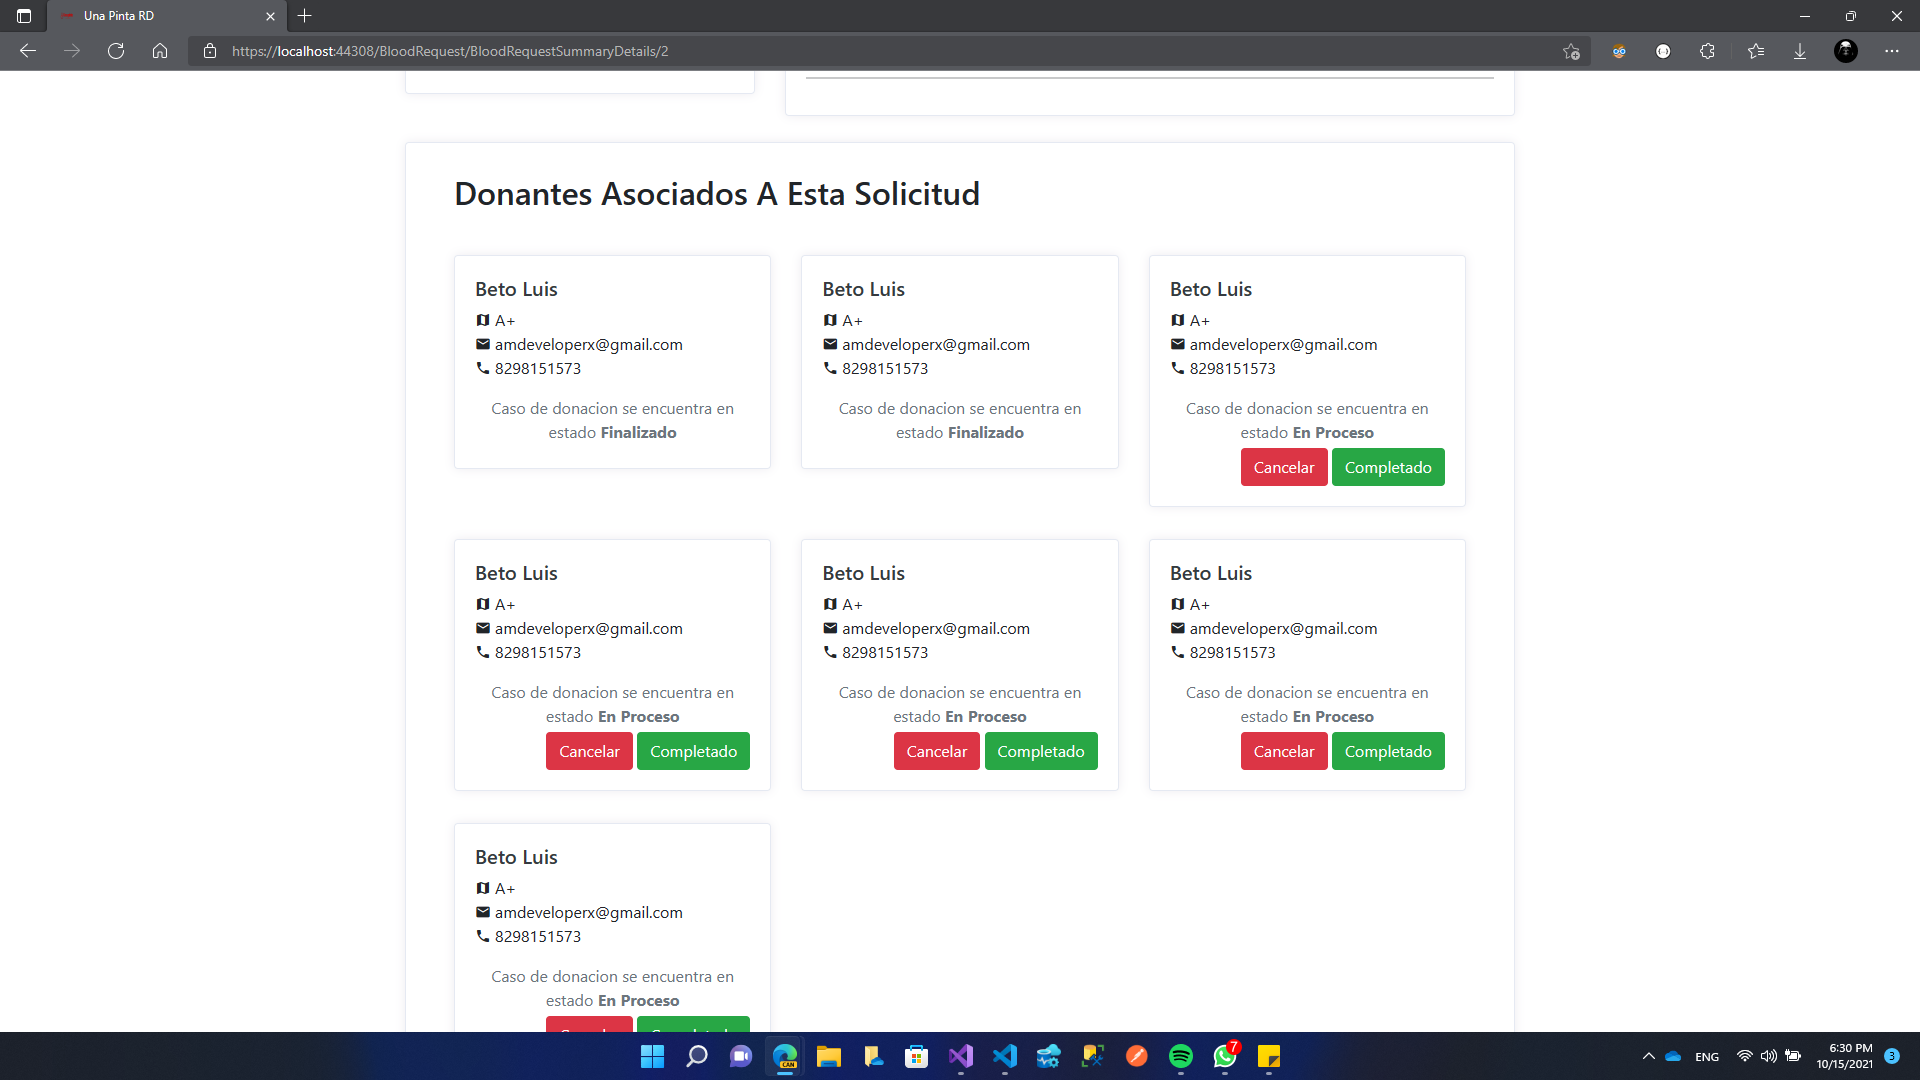 Una Pinta RD
https://localhost:44308/BloodRequest/BloodRequestSummaryDetails/2
Donantes Asociados A Esta Solicitud
Beto Luis
A+
amdeveloperx@gmail.com
8298151573
Caso de donacion se encuentra en
estado Finalizado
Beto Luis
A+
amdeveloperx@gmail.com
8298151573
Caso de donacion se encuentra en
estado Finalizado
Beto Luis
A+
amdeveloperx@gmail.com
8298151573
Caso de donacion se encuentra en
estado En Proceso
Cancelar Completado
Beto Luis
A+
amdeveloperx@gmail.com
8298151573
Caso de donacion se encuentra en
estado En Proceso
Cancelar Completado
Beto Luis
A+
amdeveloperx@gmail.com
8298151573
Caso de donacion se encuentra en
estado En Proceso
Cancelar Completado
Beto Luis
A+
amdeveloperx@gmail.com
8298151573
Caso de donacion se encuentra en
estado En Proceso
Cancelar Completado
Beto Luis
A+
amdeveloperx@gmail.com
8298151573
Caso de donacion se encuentra en
estado En Proceso
CAN
7
ENG
6:30 PM
10/15/2021
3